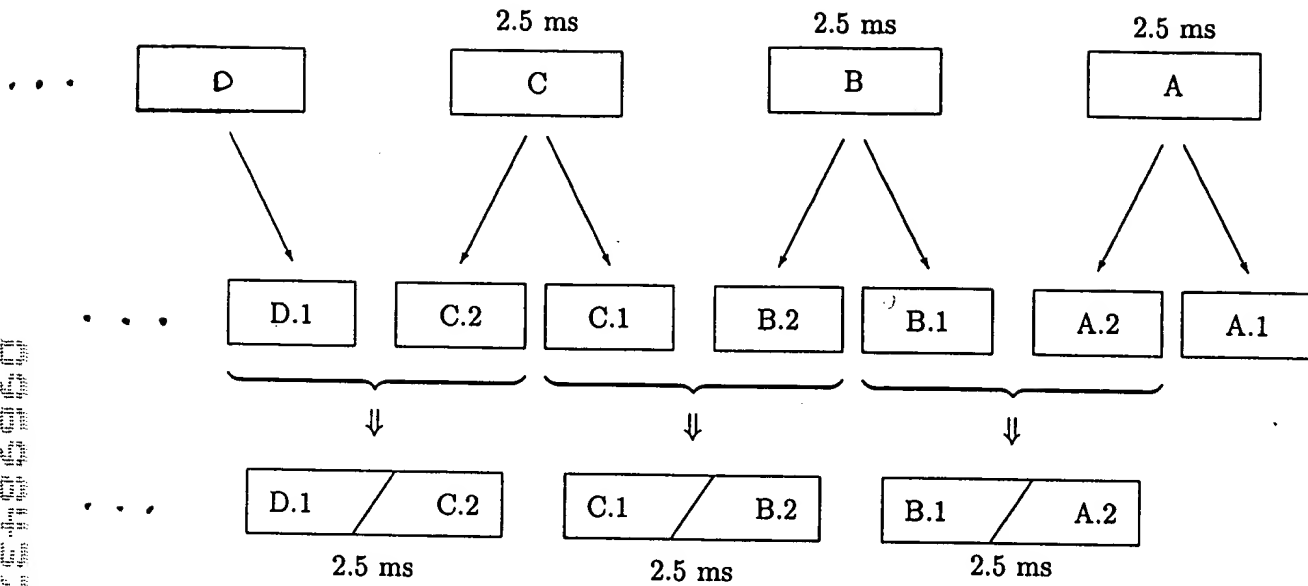 2.5 ms 2.5 ms 2.5 ms
. . . D C B A
. . . D.1 C.2 C.1 B.2 B.1 A.2 A.1
⇓ ⇓ ⇓
. . . D.1 / C.2 C.1 / B.2 B.1 / A.2
2.5 ms 2.5 ms 2.5 ms